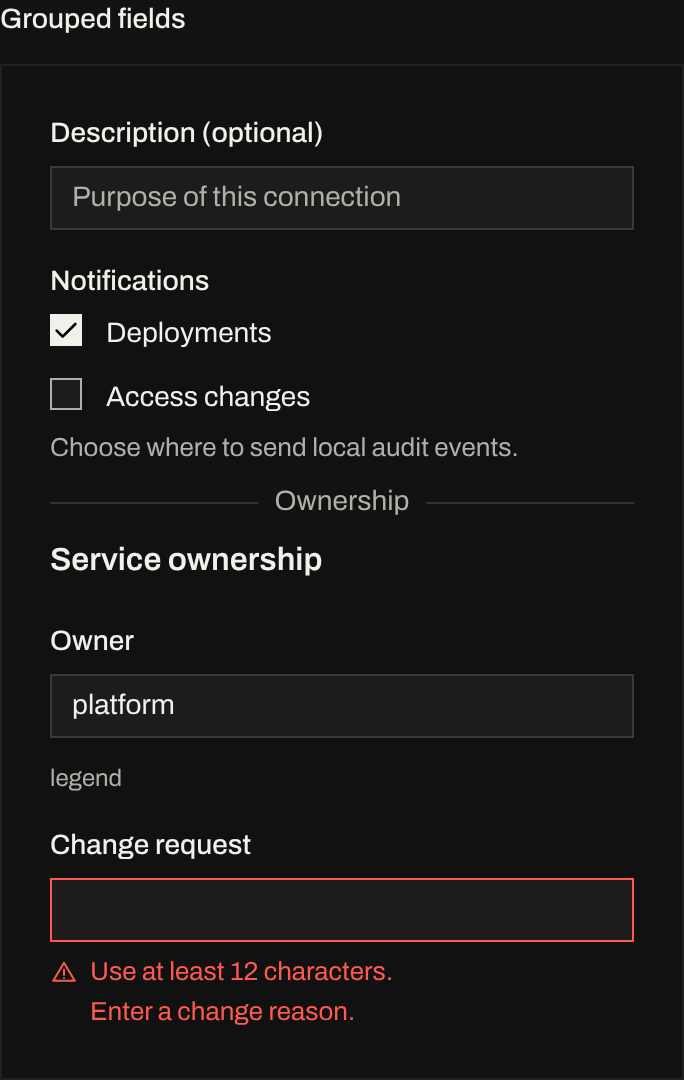 Grouped fields
Description (optional)
Purpose of this connection
Notifications
Deployments
Access changes
Choose where to send local audit events.
Ownership
Service ownership
Owner
platform
legend
Change request
Use at least 12 characters.
Enter a change reason.